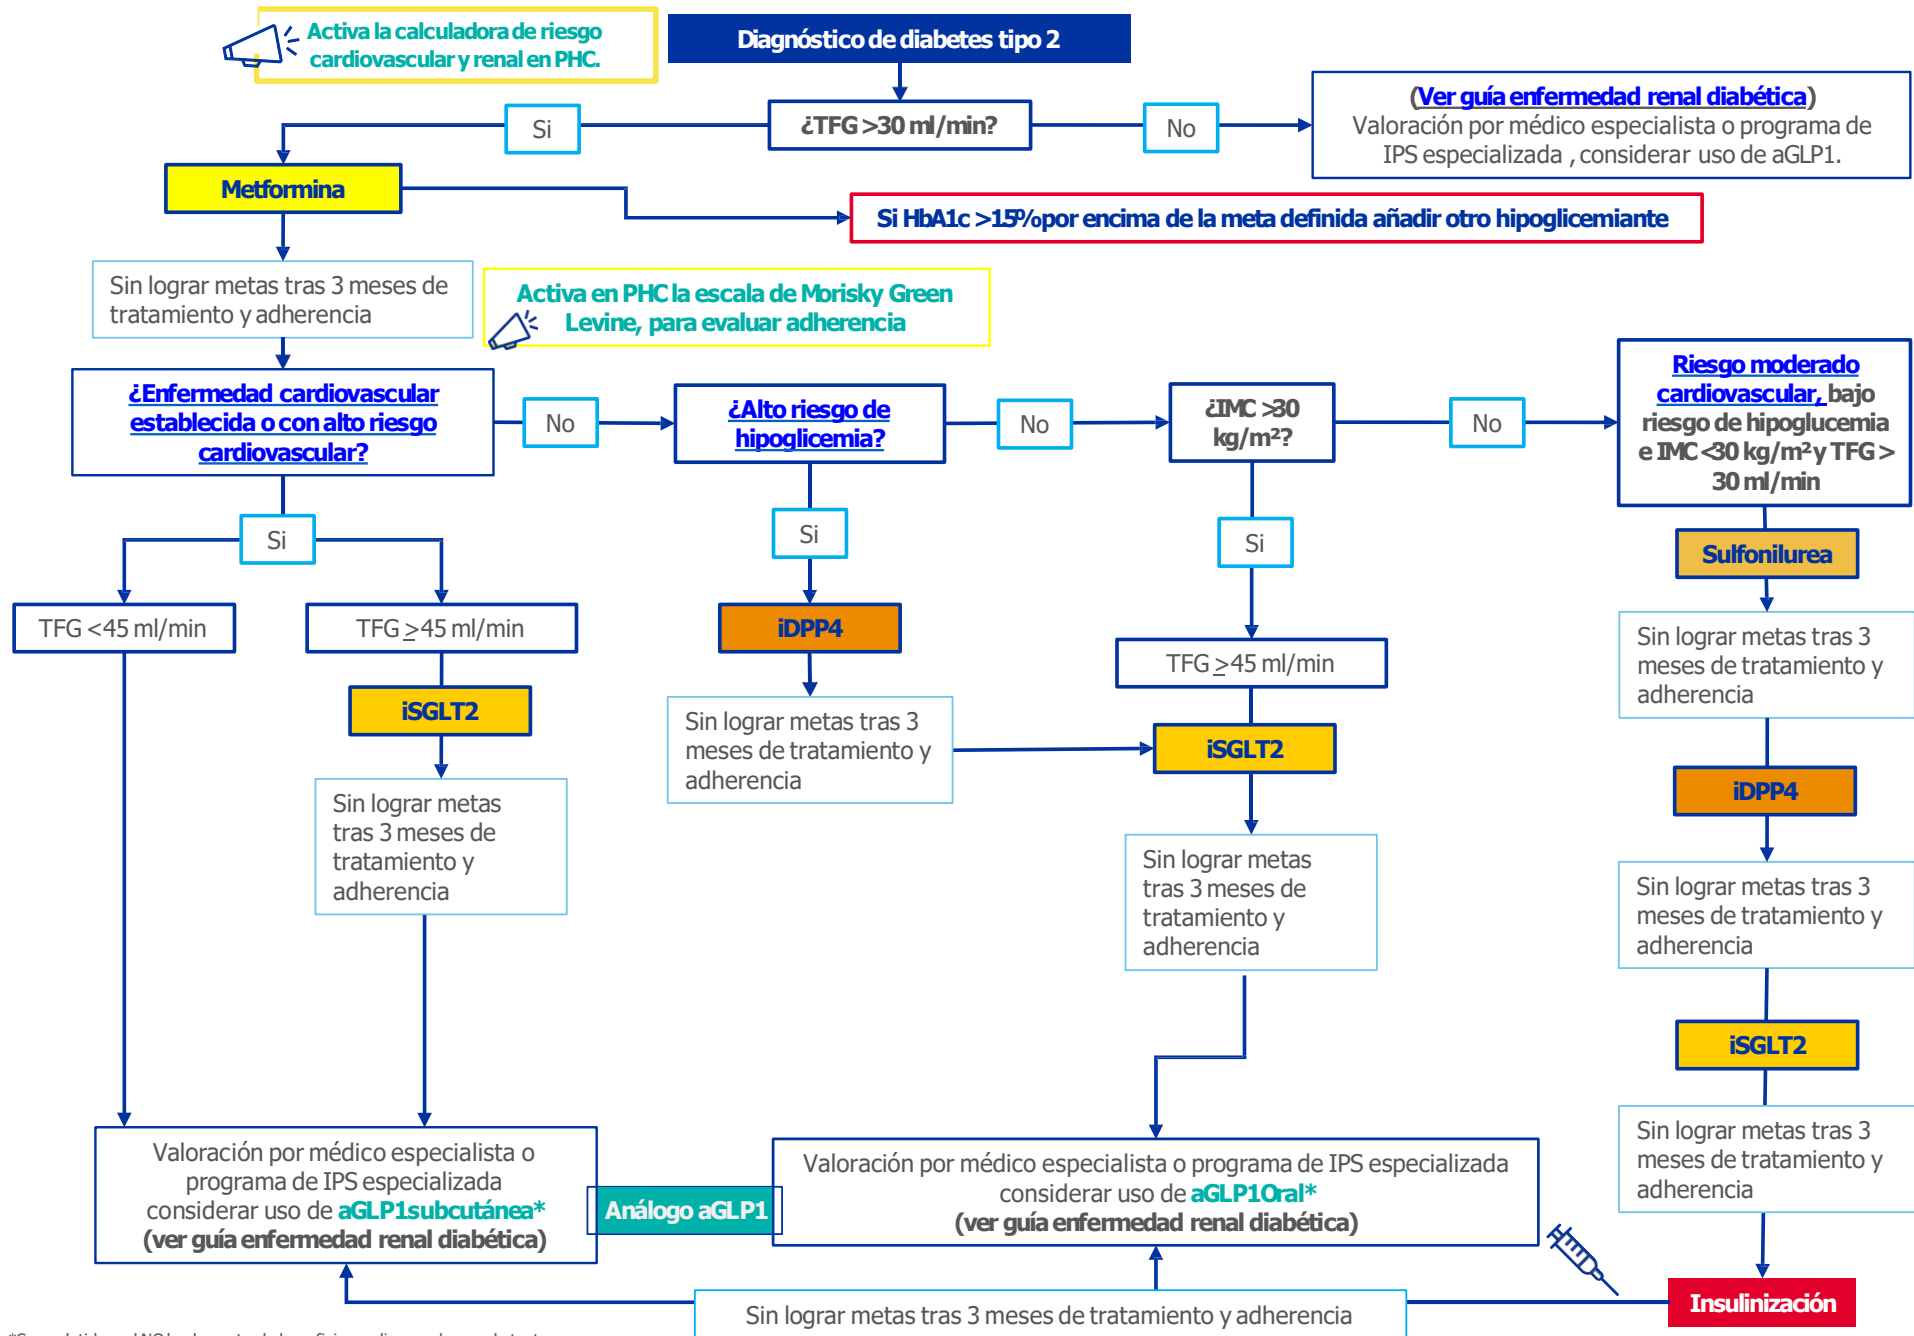 Activa la calculadora de riesgo
cardiovascular y renal en PHC.
Diagnóstico de diabetes tipo 2
¿TFG >30 ml/min?
Si
No
(Ver guía enfermedad renal diabética)
Valoración por médico especialista o programa de
IPS especializada , considerar uso de aGLP1.
Metformina
Si HbA1c >15% por encima de la meta definida añadir otro hipoglicemiante
Sin lograr metas tras 3 meses de
tratamiento y adherencia
Activa en PHC la escala de Morisky Green
Levine, para evaluar adherencia
¿Enfermedad cardiovascular
establecida o con alto riesgo
cardiovascular?
No
¿Alto riesgo de
hipoglicemia?
No
¿IMC >30
kg/m²?
No
Riesgo moderado
cardiovascular, bajo
riesgo de hipoglucemia
e IMC <30 kg/m² y TFG >
30 ml/min
Si
Si
Si
Sulfonilurea
TFG <45 ml/min
TFG ≥45 ml/min
iDPP4
TFG ≥45 ml/min
Sin lograr metas tras 3
meses de tratamiento y
adherencia
iSGLT2
Sin lograr metas tras 3
meses de tratamiento y
adherencia
iSGLT2
iDPP4
Sin lograr metas
tras 3 meses de
tratamiento y
adherencia
Sin lograr metas
tras 3 meses de
tratamiento y
adherencia
Sin lograr metas tras 3
meses de tratamiento y
adherencia
iSGLT2
Sin lograr metas tras 3
meses de tratamiento y
adherencia
Valoración por médico especialista o
programa de IPS especializada
considerar uso de aGLP1subcutánea*
(ver guía enfermedad renal diabética)
Análogo aGLP1
Valoración por médico especialista o programa de IPS especializada
considerar uso de aGLP1Oral*
(ver guía enfermedad renal diabética)
Insulinización
Sin lograr metas tras 3 meses de tratamiento y adherencia